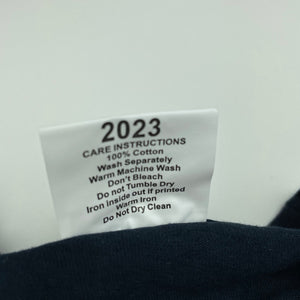 2023
CARE INSTRUCTIONS
100% Cotton
Wash Separately
Warm Machine Wash
Don't Bleach
Do not Tumble Dry
Iron inside out if printed
Warm Iron
Do Not Dry Clean